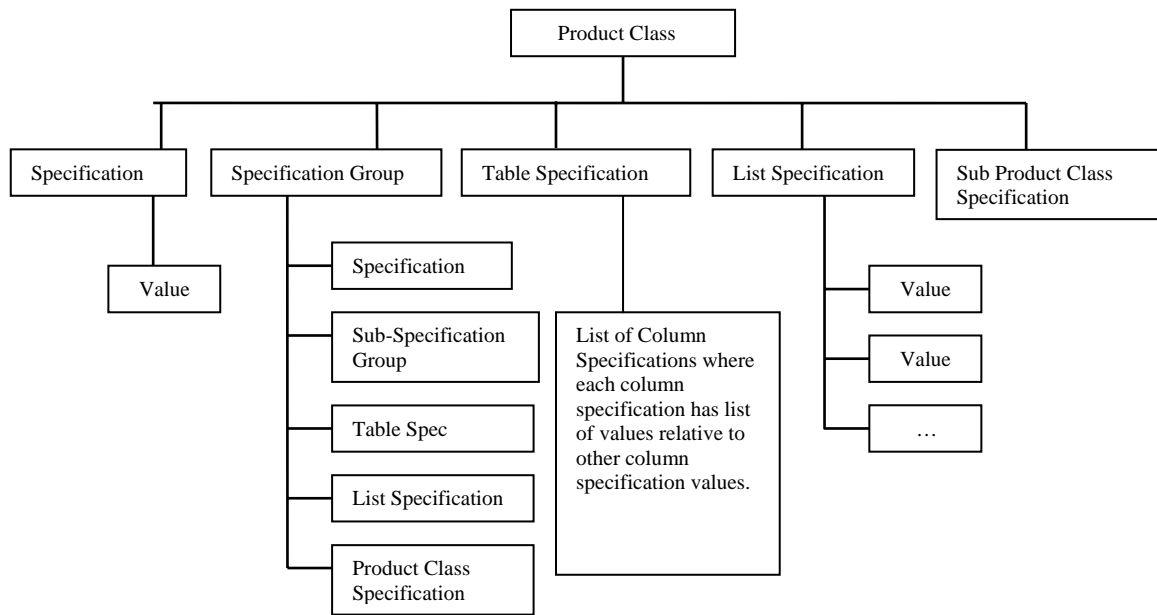 Product Class
Specification
Specification Group
Table Specification
List Specification
Sub Product Class
Specification
Value
Specification
Sub-Specification
Group
Table Spec
List Specification
Product Class
Specification
List of Column
Specifications where
each column
specification has list
of values relative to
other column
specification values.
Value
Value
…